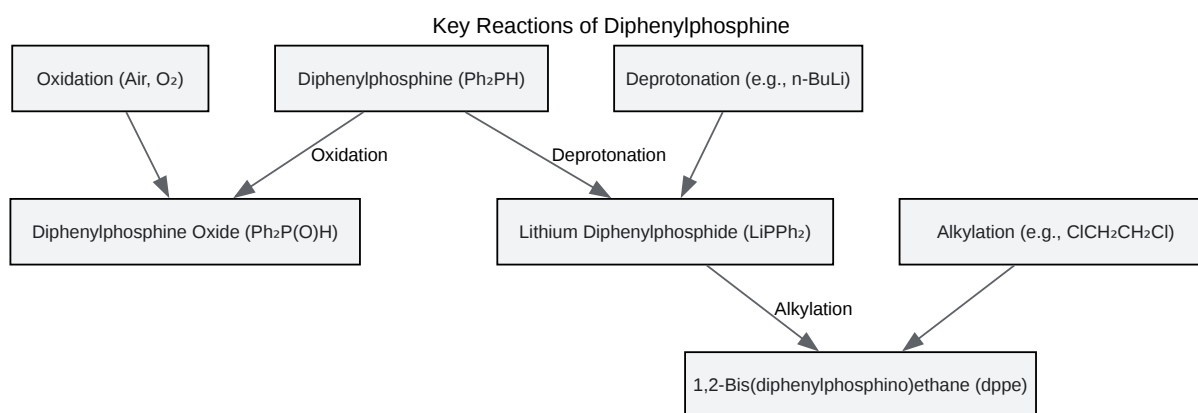 Key Reactions of Diphenylphosphine
Oxidation (Air, O₂)
Diphenylphosphine (Ph₂PH)
Deprotonation (e.g., n-BuLi)
Oxidation
Deprotonation
Diphenylphosphine Oxide (Ph₂P(O)H)
Lithium Diphenylphosphide (LiPPh₂)
Alkylation (e.g., ClCH₂CH₂Cl)
Alkylation
1,2-Bis(diphenylphosphino)ethane (dppe)